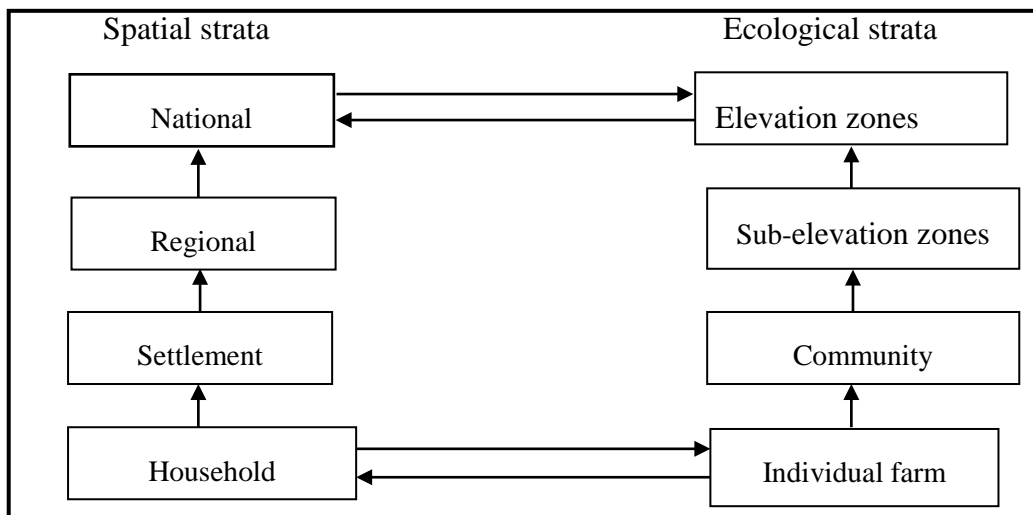 Spatial strata
Ecological strata
National
Elevation zones
Regional
Sub-elevation zones
Settlement
Community
Household
Individual farm